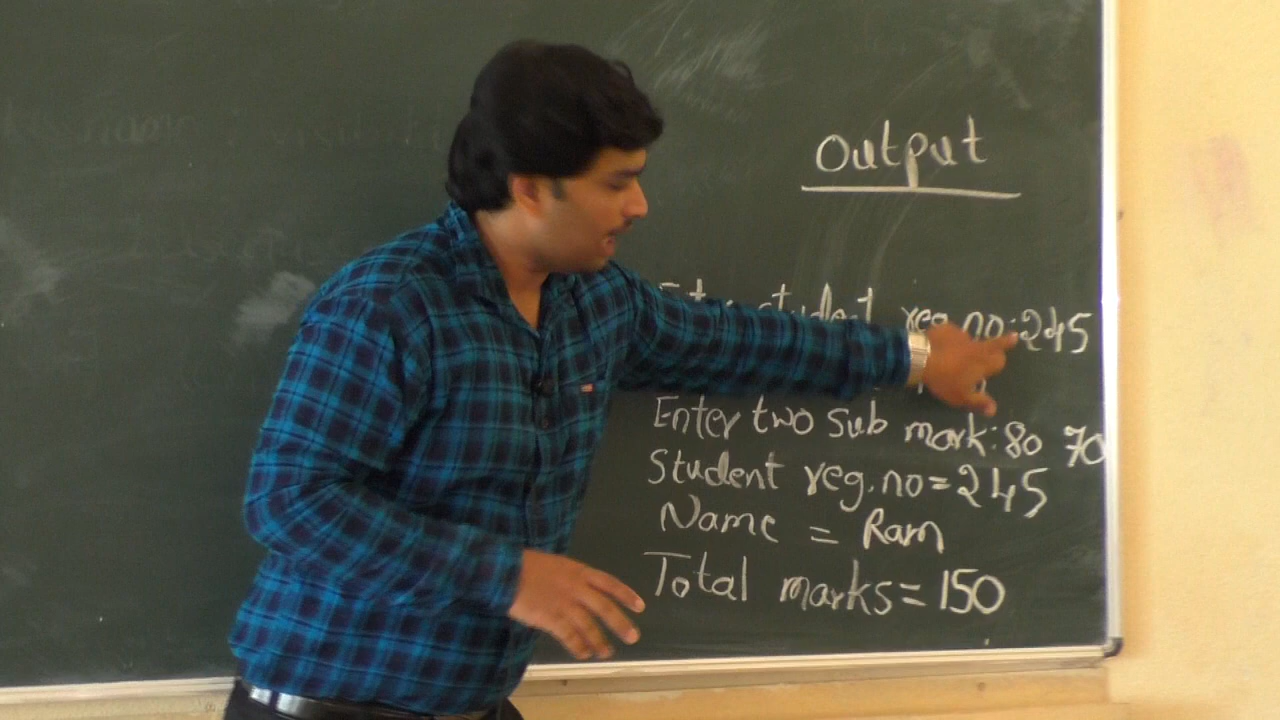 Output
student reg.no:245
Enter two sub mark:80 70
Student reg.no=245
Name = Ram
Total marks=150